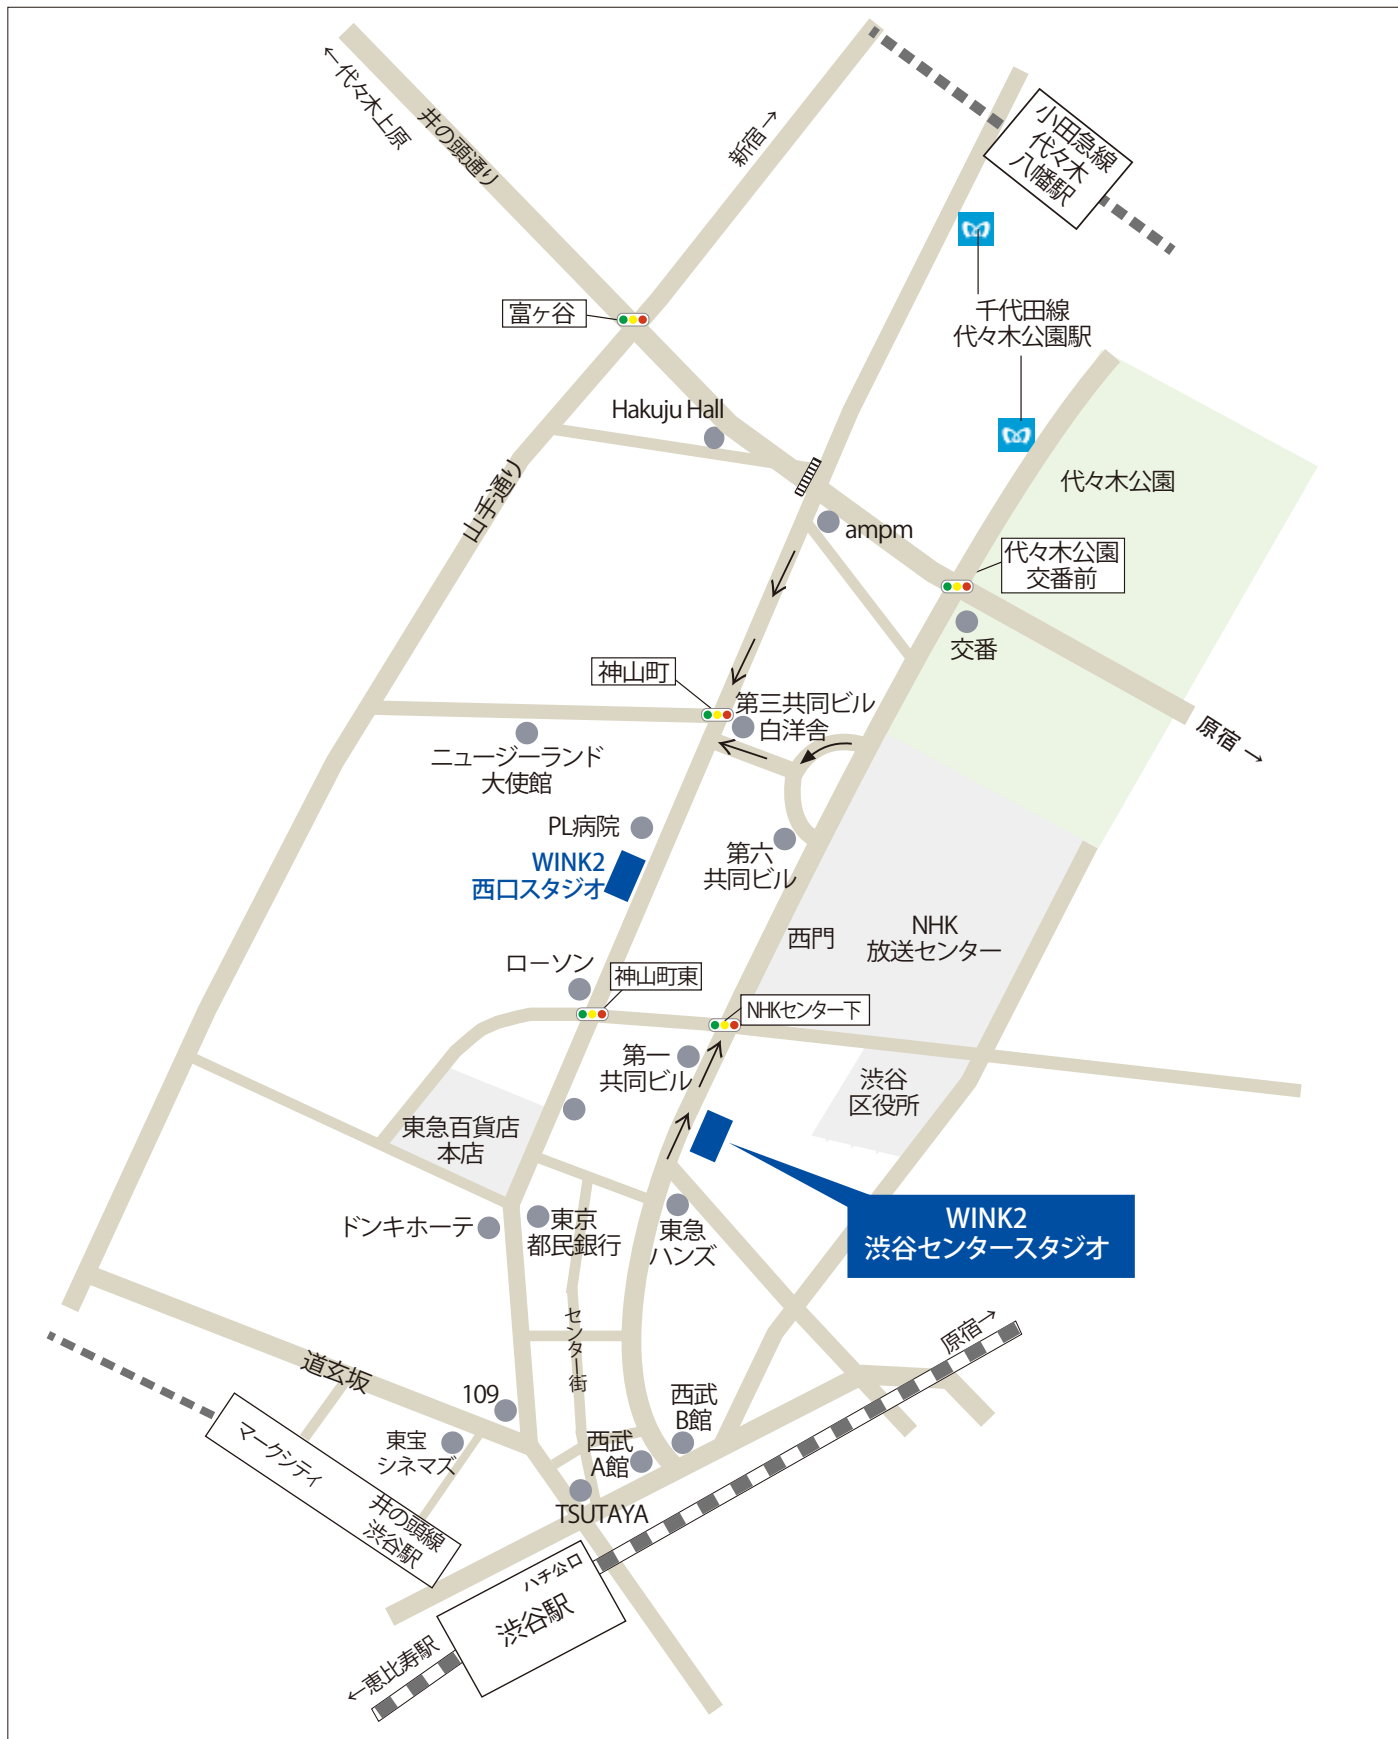 ←代々木上原
井の頭通り
新宿→
小田急線
代々木
八幡駅
千代田線
代々木公園駅
富ヶ谷
Hakuju Hall
代々木公園
山手通り
ampm
代々木公園
交番前
交番
神山町
第三共同ビル
白洋舎
原宿→
ニュージーランド
大使館
PL病院
WINK2
西口スタジオ
第六
共同ビル
西門
NHK
放送センター
ローソン
神山町東
NHKセンター下
第一
共同ビル
渋谷
区役所
東急百貨店
本店
WINK2
渋谷センタースタジオ
ドンキホーテ
東京
都民銀行
東急
ハンズ
センター街
原宿→
道玄坂
109
西武
B館
東宝
シネマズ
西武
A館
マークシティ
井の頭線
渋谷駅
TSUTAYA
ハチ公口
渋谷駅
←恵比寿駅